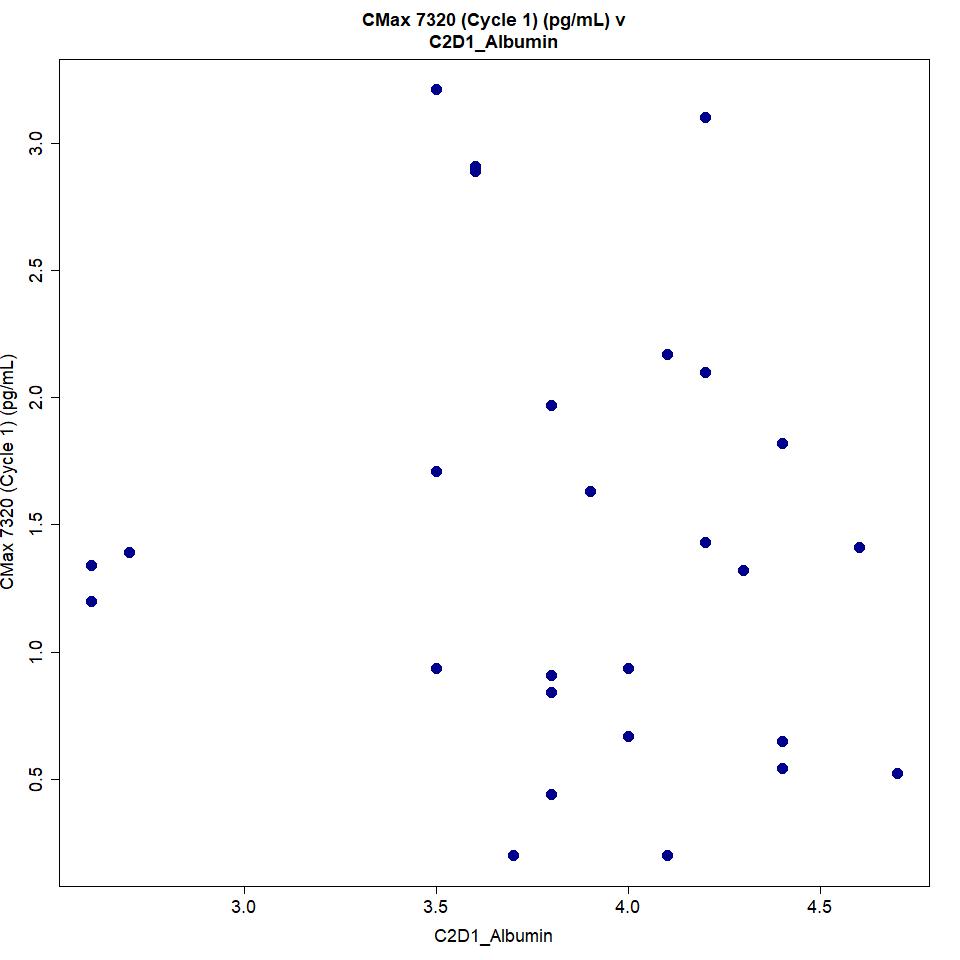 CMax 7320 (Cycle 1) (pg/mL) v
C2D1_Albumin
CMax 7320 (Cycle 1) (pg/mL)
3.0
2.5
2.0
1.5
1.0
0.5
3.0
3.5
4.0
4.5
C2D1_Albumin